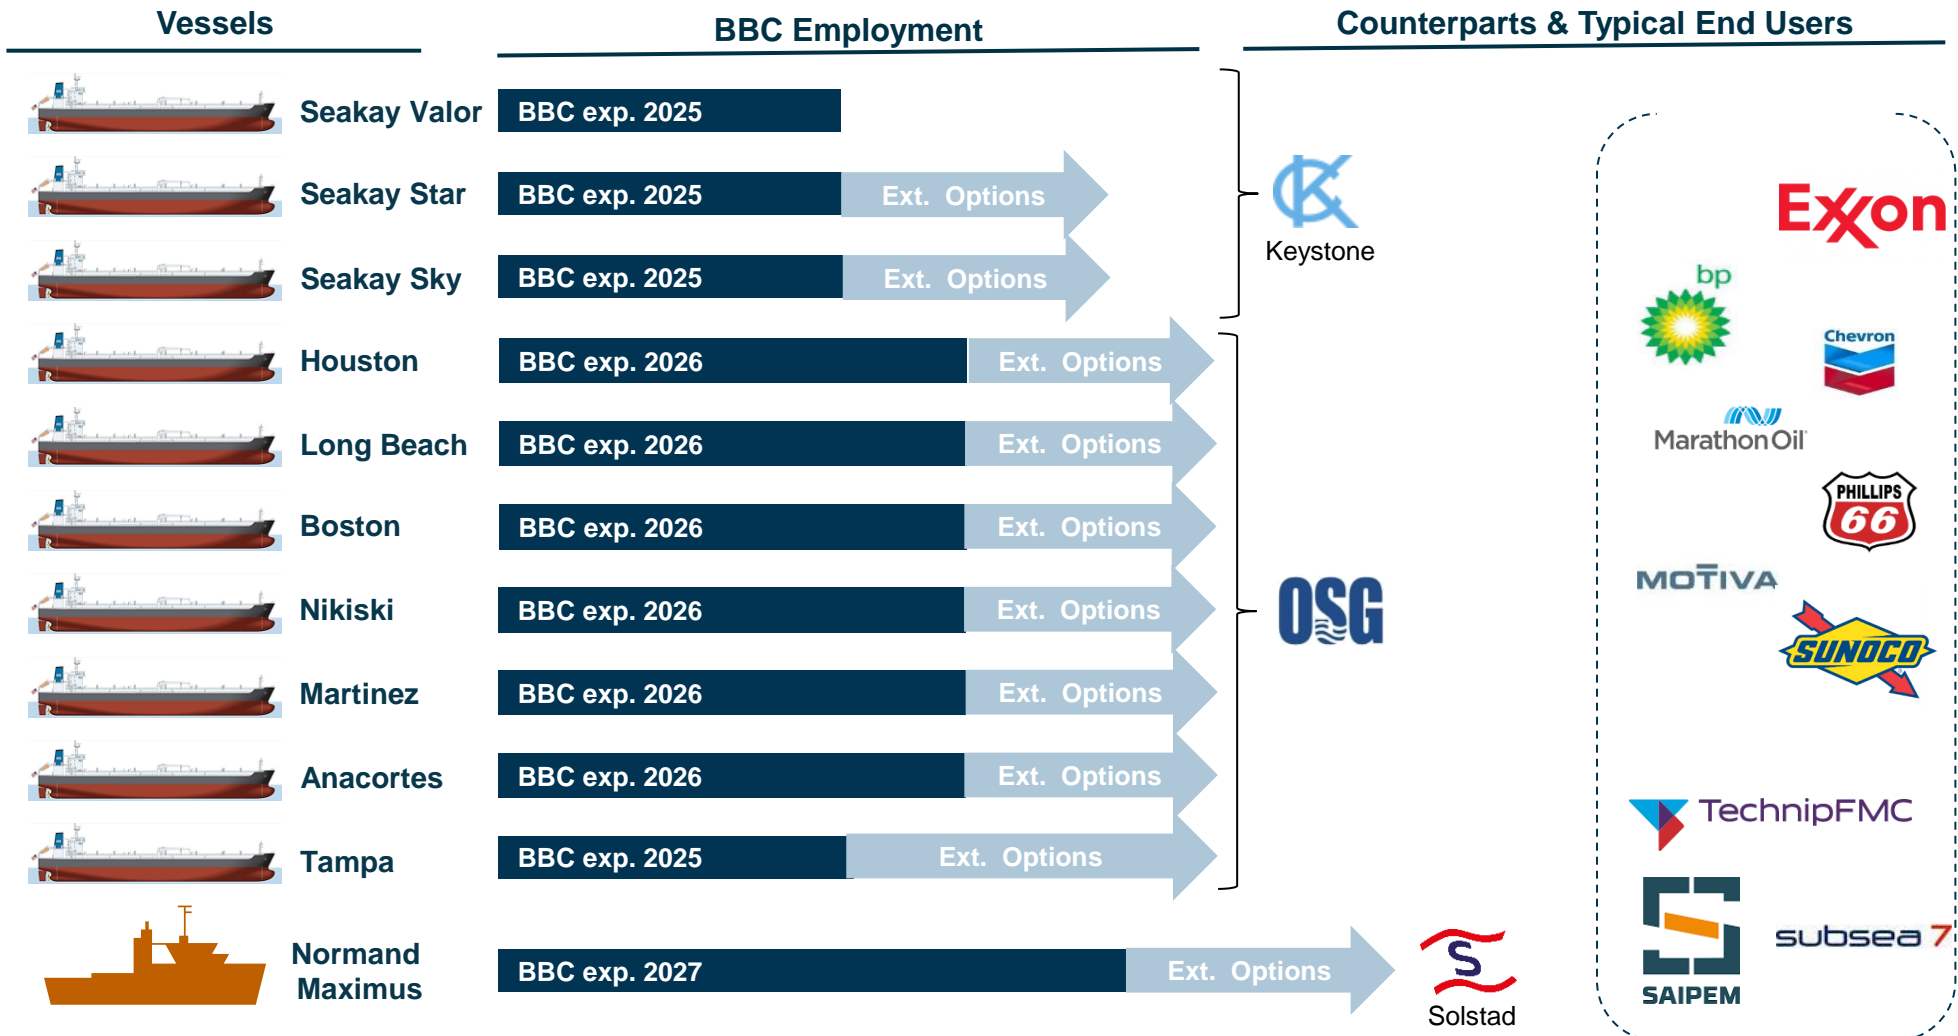 Vessels
BBC Employment
Counterparts & Typical End Users
Seakay Valor
BBC exp. 2025
Seakay Star
BBC exp. 2025
Ext. Options
Seakay Sky
BBC exp. 2025
Ext. Options
Keystone
Houston
BBC exp. 2026
Ext. Options
Long Beach
BBC exp. 2026
Ext. Options
Boston
BBC exp. 2026
Ext. Options
Nikiski
BBC exp. 2026
Ext. Options
OSG
Martinez
BBC exp. 2026
Ext. Options
Anacortes
BBC exp. 2026
Ext. Options
Tampa
BBC exp. 2025
Ext. Options
Normand
Maximus
BBC exp. 2027
Ext. Options
S
Solstad
Exxon
bp
Chevron
Marathon Oil
PHILLIPS
66
MOTIVA
SUNOCO
TechnipFMC
SAIPEM
subsea 7